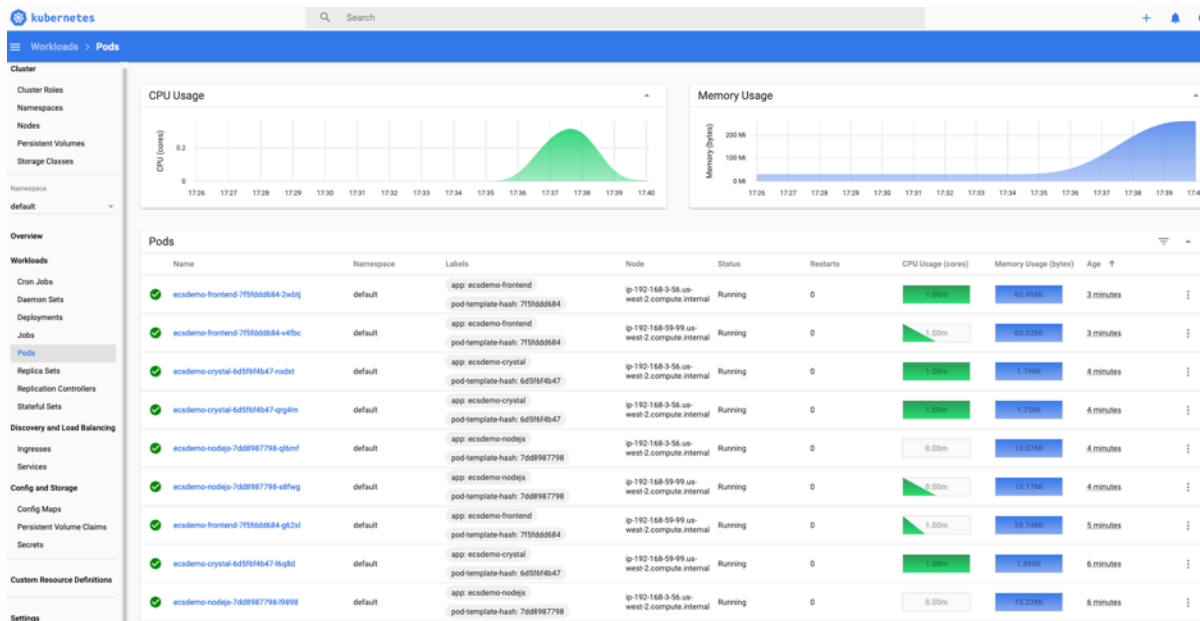 kubernetes
Search
Workloads > Pods
Cluster
Cluster Roles
Namespaces
Nodes
Persistent Volumes
Storage Classes
Namespace
default
Overview
Workloads
Cron Jobs
Daemon Sets
Deployments
Jobs
Pods
Replica Sets
Replication Controllers
Stateful Sets
Discovery and Load Balancing
Ingresses
Services
Config and Storage
Config Maps
Persistent Volume Claims
Secrets
Custom Resource Definitions
Settings
CPU Usage
CPU (cores)
0.2
0
17:26 17:27 17:28 17:29 17:30 17:31 17:32 17:33 17:34 17:35 17:36 17:37 17:38 17:39 17:40
Memory Usage
Memory (bytes)
200 Mi
100 Mi
0 Mi
17:26 17:27 17:28 17:29 17:30 17:31 17:32 17:33 17:34 17:35 17:36 17:37 17:38 17:39 17:4
Pods
Name Namespace Labels Node Status Restarts CPU Usage (cores) Memory Usage (bytes) Age
app: ecsdemo-frontend
ecsdemo-frontend-7f5fddd684-2wbtj default ip-192-168-3-56.us-west-2.compute.internal Running 0 1.00m 60.46Mi 3 minutes
pod-template-hash: 7f5fddd684
app: ecsdemo-frontend
ecsdemo-frontend-7f5fddd684-v4fbc default ip-192-168-59-99.us-west-2.compute.internal Running 0 1.00m 60.02Mi 3 minutes
pod-template-hash: 7f5fddd684
app: ecsdemo-crystal
ecsdemo-crystal-6d5f6f4b47-nxdxt default ip-192-168-3-56.us-west-2.compute.internal Running 0 1.00m 1.79Mi 4 minutes
pod-template-hash: 6d5f6f4b47
app: ecsdemo-crystal
ecsdemo-crystal-6d5f6f4b47-qrg4m default ip-192-168-3-56.us-west-2.compute.internal Running 0 1.00m 1.75Mi 4 minutes
pod-template-hash: 6d5f6f4b47
app: ecsdemo-nodejs
ecsdemo-nodejs-7dd8987798-ql6mf default ip-192-168-3-56.us-west-2.compute.internal Running 0 0.00m 15.07Mi 4 minutes
pod-template-hash: 7dd8987798
app: ecsdemo-nodejs
ecsdemo-nodejs-7dd8987798-s8fwg default ip-192-168-59-99.us-west-2.compute.internal Running 0 0.00m 15.17Mi 4 minutes
pod-template-hash: 7dd8987798
app: ecsdemo-frontend
ecsdemo-frontend-7f5fddd684-g62xl default ip-192-168-59-99.us-west-2.compute.internal Running 0 1.00m 59.74Mi 5 minutes
pod-template-hash: 7f5fddd684
app: ecsdemo-crystal
ecsdemo-crystal-6d5f6f4b47-l6q8d default ip-192-168-59-99.us-west-2.compute.internal Running 0 1.00m 1.86Mi 6 minutes
pod-template-hash: 6d5f6f4b47
app: ecsdemo-nodejs
ecsdemo-nodejs-7dd8987798-l9898 default ip-192-168-3-56.us-west-2.compute.internal Running 0 0.00m 15.22Mi 6 minutes
pod-template-hash: 7dd8987798